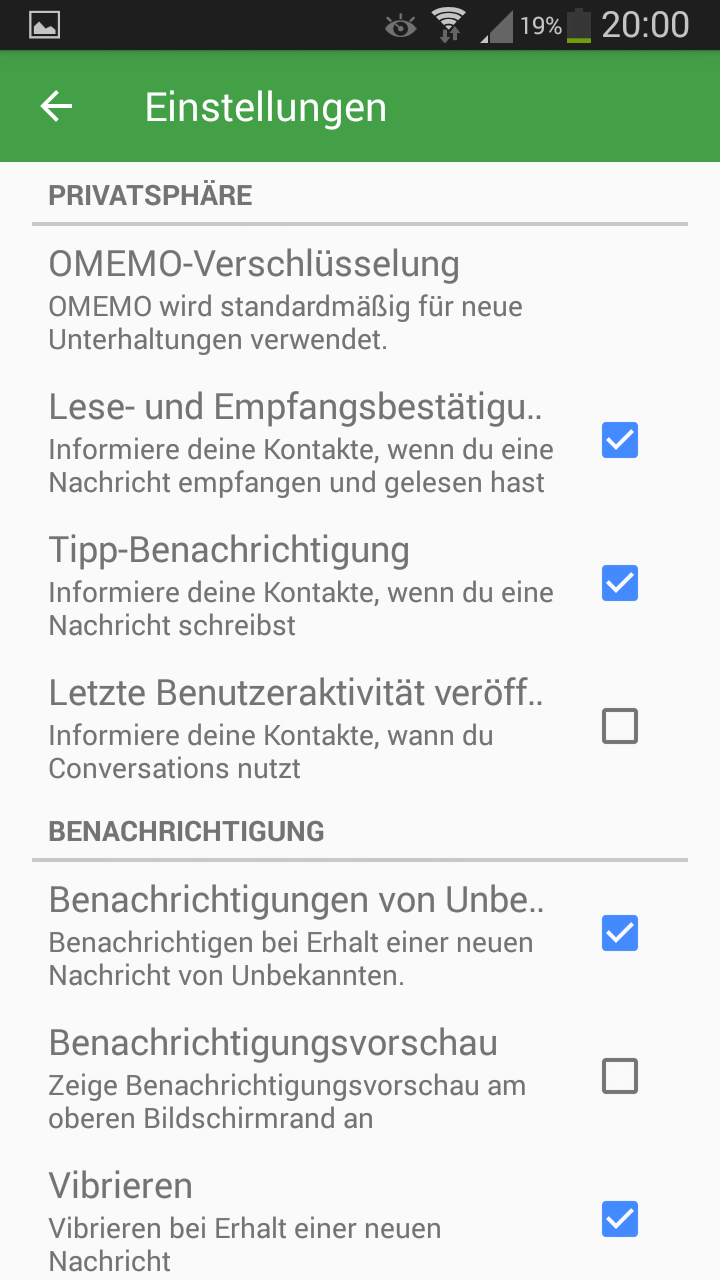 19% 20:00
Einstellungen
PRIVATSPHÄRE
OMEMO-Verschlüsselung
OMEMO wird standardmäßig für neue
Unterhaltungen verwendet.
Lese- und Empfangsbestätigu..
Informiere deine Kontakte, wenn du eine
Nachricht empfangen und gelesen hast
Tipp-Benachrichtigung
Informiere deine Kontakte, wenn du eine
Nachricht schreibst
Letzte Benutzeraktivität veröff..
Informiere deine Kontakte, wann du
Conversations nutzt
BENACHRICHTIGUNG
Benachrichtigungen von Unbe..
Benachrichtigen bei Erhalt einer neuen
Nachricht von Unbekannten.
Benachrichtigungsvorschau
Zeige Benachrichtigungsvorschau am
oberen Bildschirmrand an
Vibrieren
Vibrieren bei Erhalt einer neuen
Nachricht